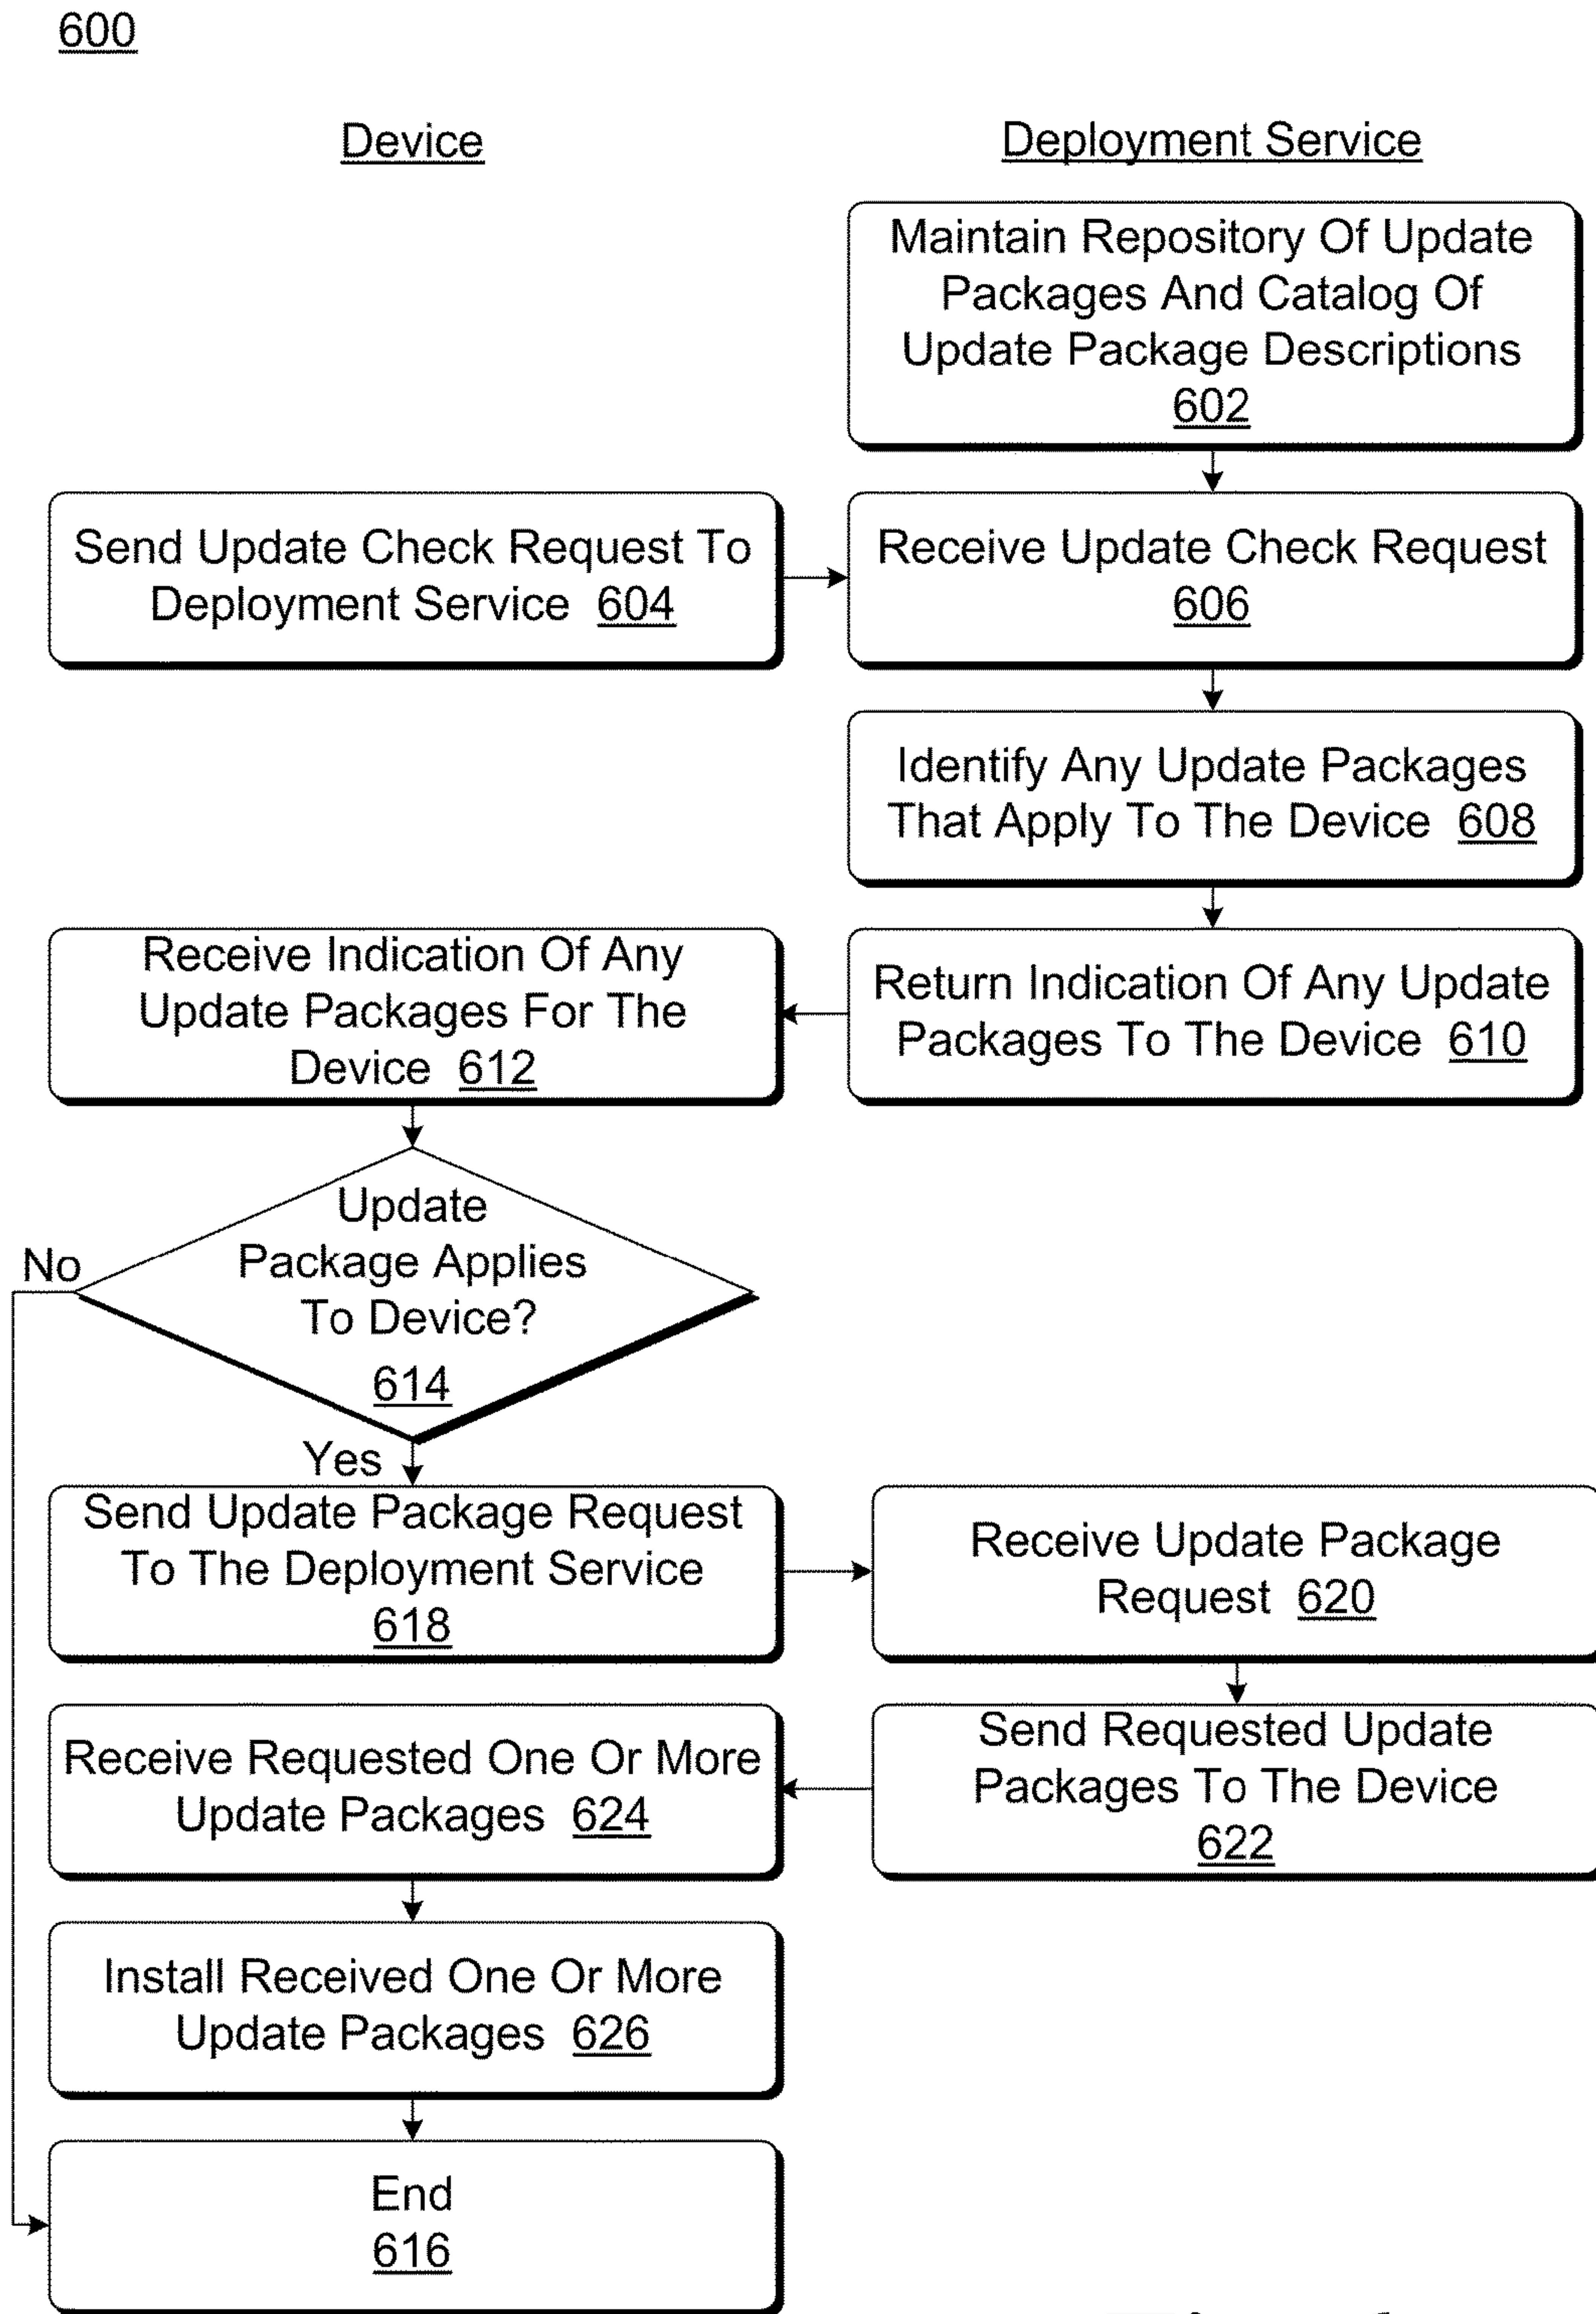 600
Device
Deployment Service
Maintain Repository Of Update
Packages And Catalog Of
Update Package Descriptions
602
Send Update Check Request To
Deployment Service 604
Receive Update Check Request
606
Identify Any Update Packages
That Apply To The Device 608
Return Indication Of Any Update
Packages To The Device 610
Receive Indication Of Any
Update Packages For The
Device 612
Update
Package Applies
To Device?
614
No
Yes
Send Update Package Request
To The Deployment Service
618
Receive Update Package
Request 620
Send Requested Update
Packages To The Device
622
Receive Requested One Or More
Update Packages 624
Install Received One Or More
Update Packages 626
End
616